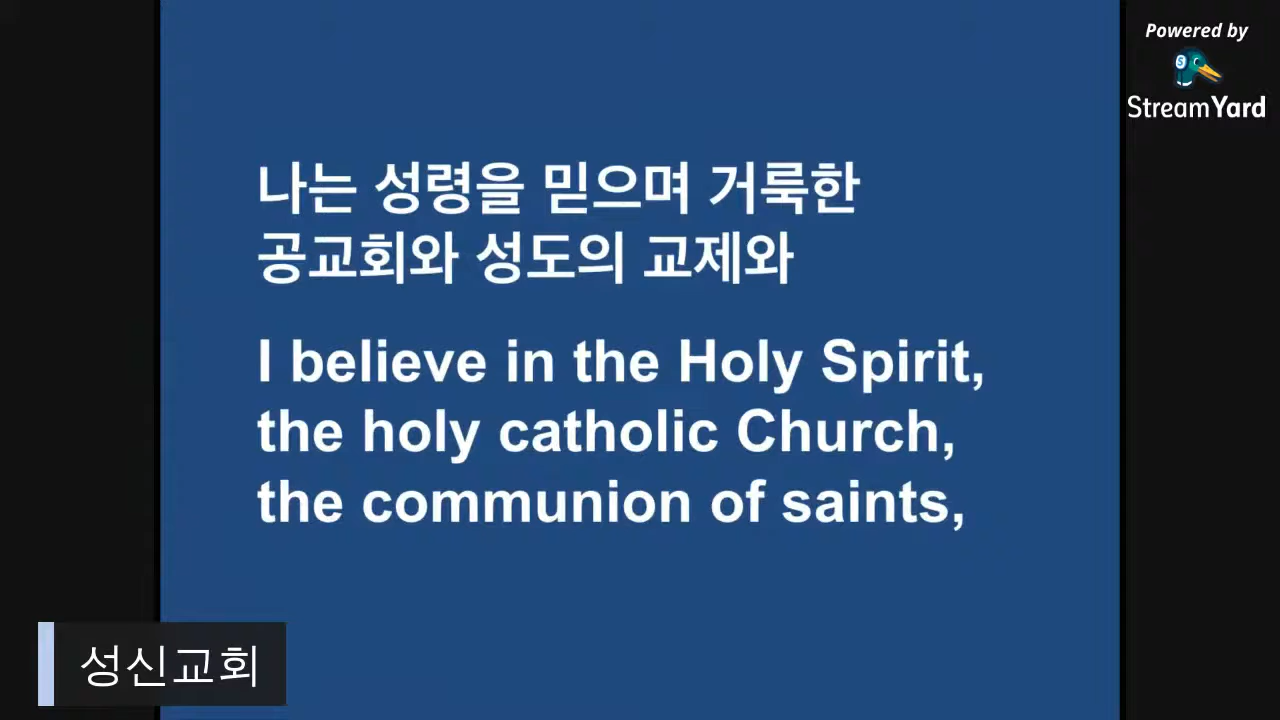 Powered by
StreamYard
나는 성령을 믿으며 거룩한
공교회와 성도의 교제와
I believe in the Holy Spirit,
the holy catholic Church,
the communion of saints,
성신교회